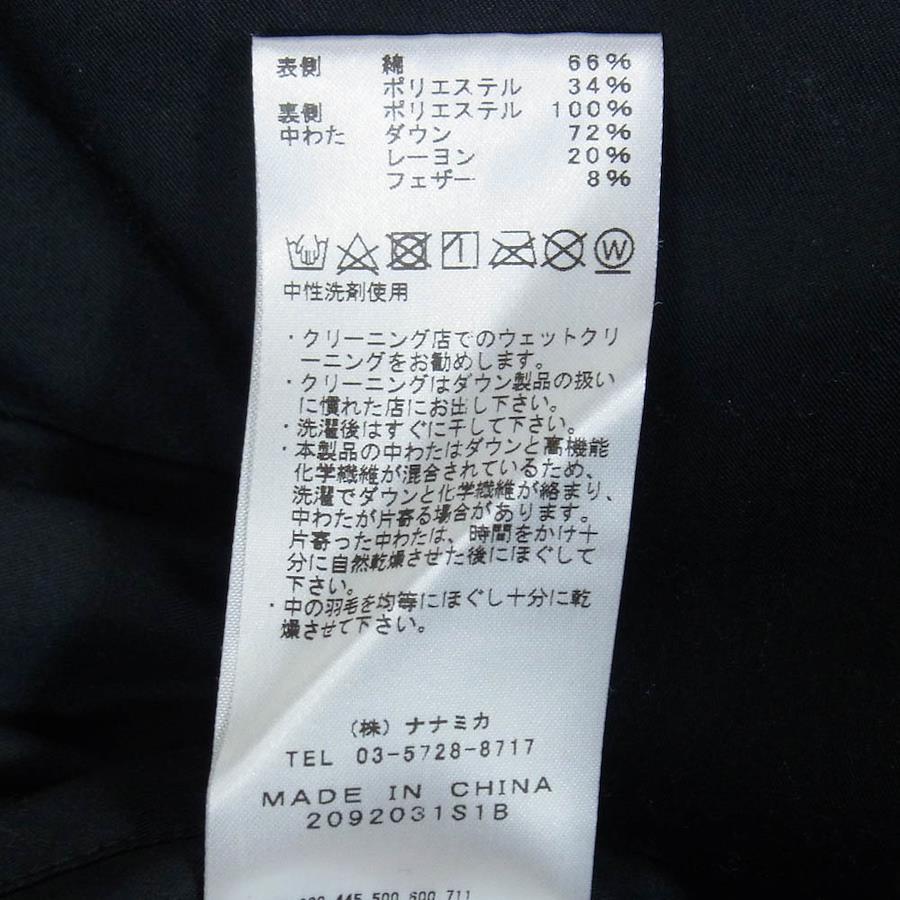 表側 綿 66%
ポリエステル 34%
裏側 ポリエステル 100%
中わた ダウン 72%
レーヨン 20%
フェザー 8%
W
中性洗剤使用
・クリーニング店でのウェットクリ
ーニングをお勧めします。
・クリーニングはダウン製品の扱い
に慣れた店にお出し下さい。
・洗濯後はすぐに干して下さい。
・本製品の中わたはダウンと高機能
化学繊維が混合されているため、
洗濯でダウンと化学繊維が絡まり、
中わたが片寄る場合があります。
片寄った中わたは、時間をかけ十
分に自然乾燥させた後にほぐして
下さい。
・中の羽毛を均等にほぐし十分に乾
燥させて下さい。
(株)ナナミカ
TEL 03-5728-8717
MADE IN CHINA
2092031S1B
445 500 600 711